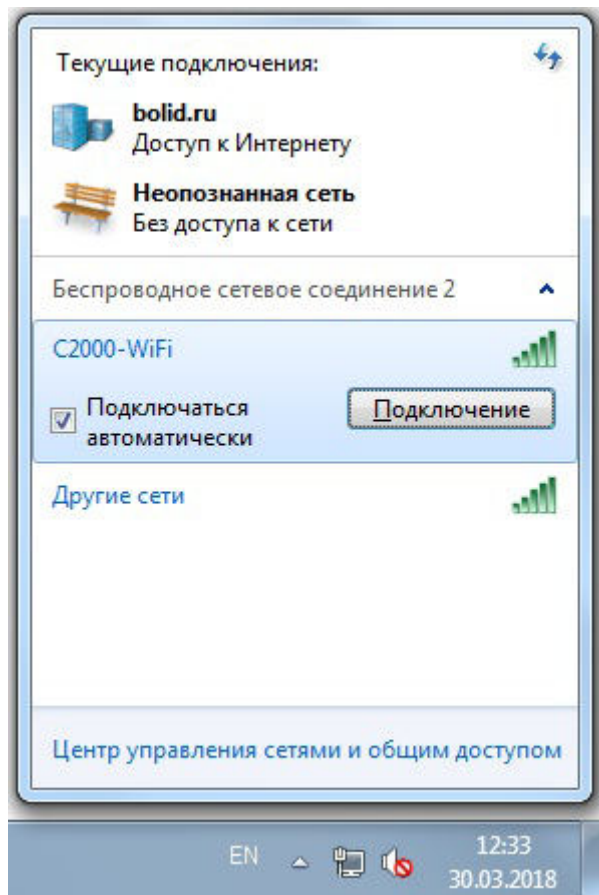 Текущие подключения:
bolid.ru
Доступ к Интернету
Неопознанная сеть
Без доступа к сети
Беспроводное сетевое соединение 2
C2000-WiFi
Подключаться
автоматически
Подключение
Другие сети
Центр управления сетями и общим доступом
EN
12:33
30.03.2018